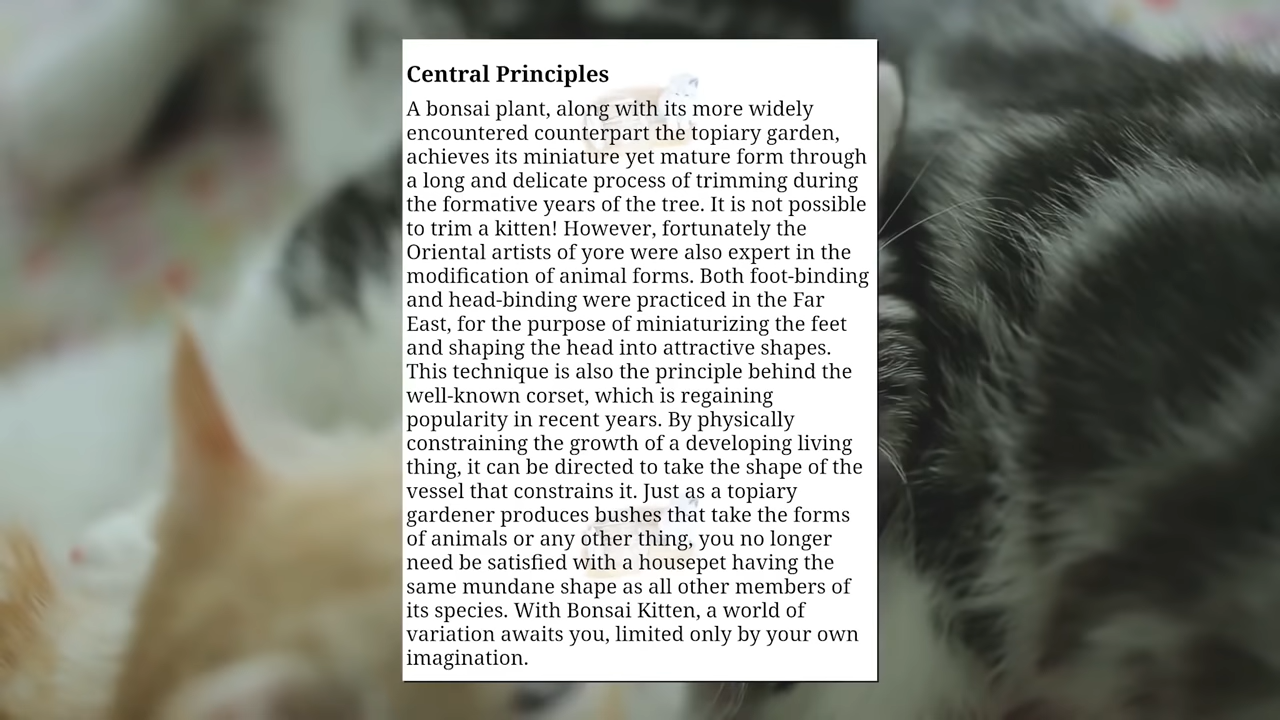 Central Principles
A bonsai plant, along with its more widely
encountered counterpart the topiary garden,
achieves its miniature yet mature form through
a long and delicate process of trimming during
the formative years of the tree. It is not possible
to trim a kitten! However, fortunately the
Oriental artists of yore were also expert in the
modification of animal forms. Both foot-binding
and head-binding were practiced in the Far
East, for the purpose of miniaturizing the feet
and shaping the head into attractive shapes.
This technique is also the principle behind the
well-known corset, which is regaining
popularity in recent years. By physically
constraining the growth of a developing living
thing, it can be directed to take the shape of the
vessel that constrains it. Just as a topiary
gardener produces bushes that take the forms
of animals or any other thing, you no longer
need be satisfied with a housepet having the
same mundane shape as all other members of
its species. With Bonsai Kitten, a world of
variation awaits you, limited only by your own
imagination.